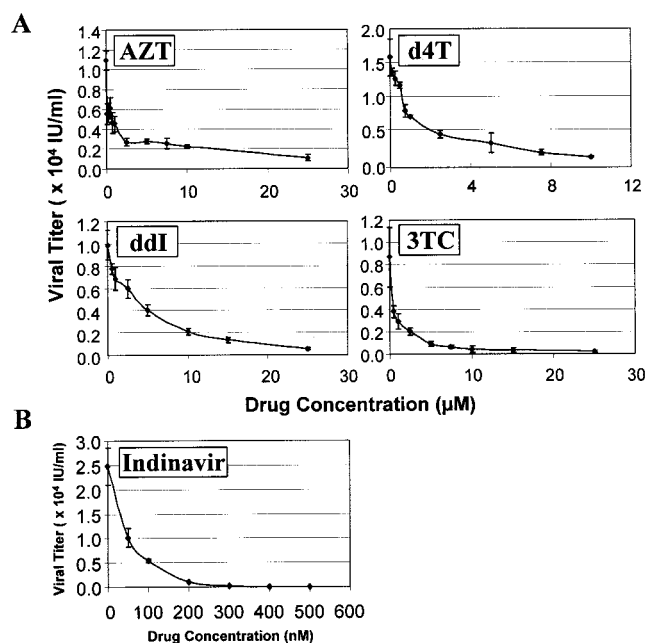 A
AZT
d4T
1.4
1.2
1.0
0.8
0.6
0.4
0.2
0.0
0 10 20 30
2.0
1.5
1.0
0.5
0.0
0 4 8 12
Viral Titer ( x 10⁴ IU/ml)
ddI
3TC
1.2
1.0
0.8
0.6
0.4
0.2
0.0
0 10 20 30
1.2
1.0
0.8
0.6
0.4
0.2
0.0
0 10 20 30
Drug Concentration (µM)
B
Indinavir
Viral Titer ( x 10⁴ IU/ml)
3.0
2.5
2.0
1.5
1.0
0.5
0.0
0 100 200 300 400 500 600
Drug Concentration (nM)